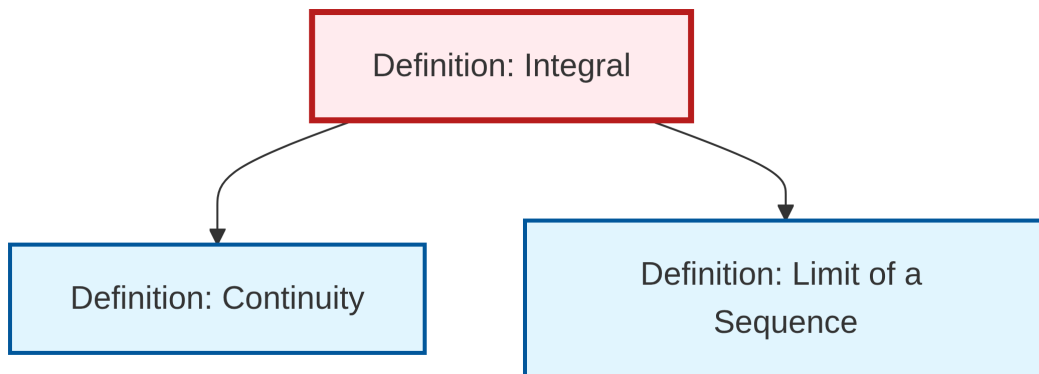 Definition: Integral
Definition: Continuity
Definition: Limit of a
Sequence